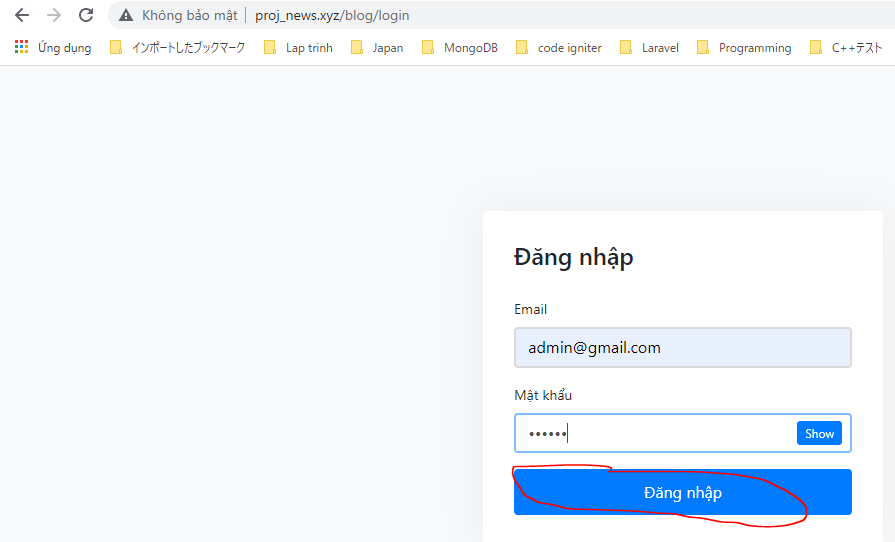 Không bảo mật | proj_news.xyz/blog/login
Ứng dụng インポートしたブックマーク Lap trinh Japan MongoDB code igniter Laravel Programming C++テスト
Đăng nhập
Email
admin@gmail.com
Mật khẩu
•••••• Show
Đăng nhập